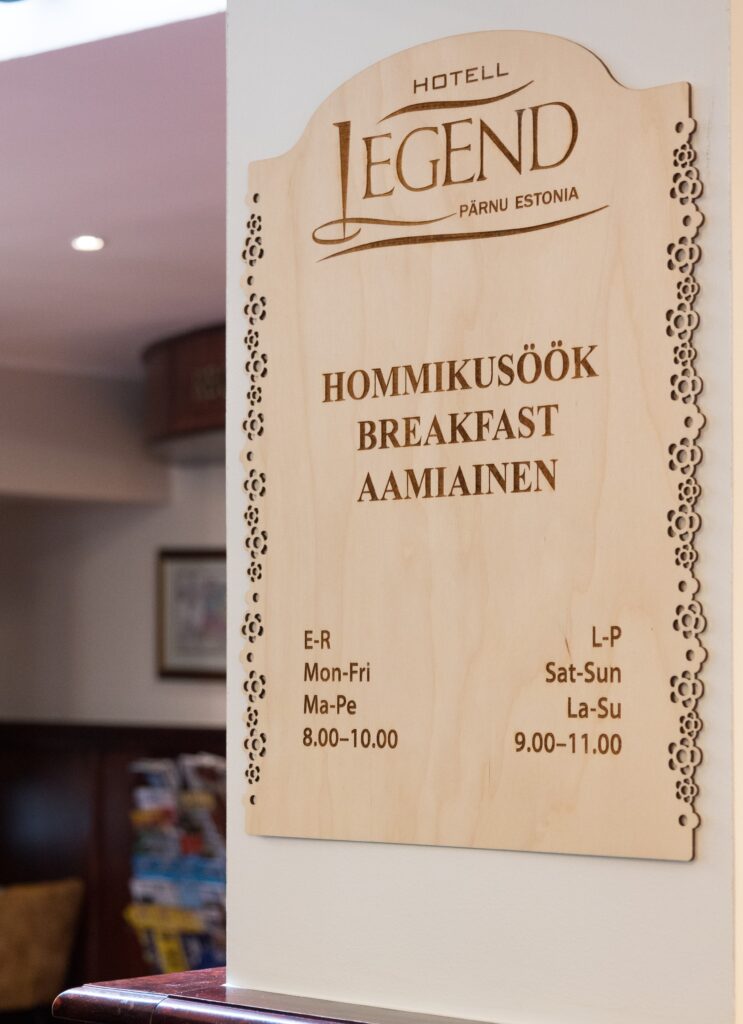 HOTELL
LEGEND
PÄRNU ESTONIA
HOMMIKUSÖÖK
BREAKFAST
AAMIAINEN
E-R
Mon-Fri
Ma-Pe
8.00–10.00
L-P
Sat-Sun
La-Su
9.00–11.00